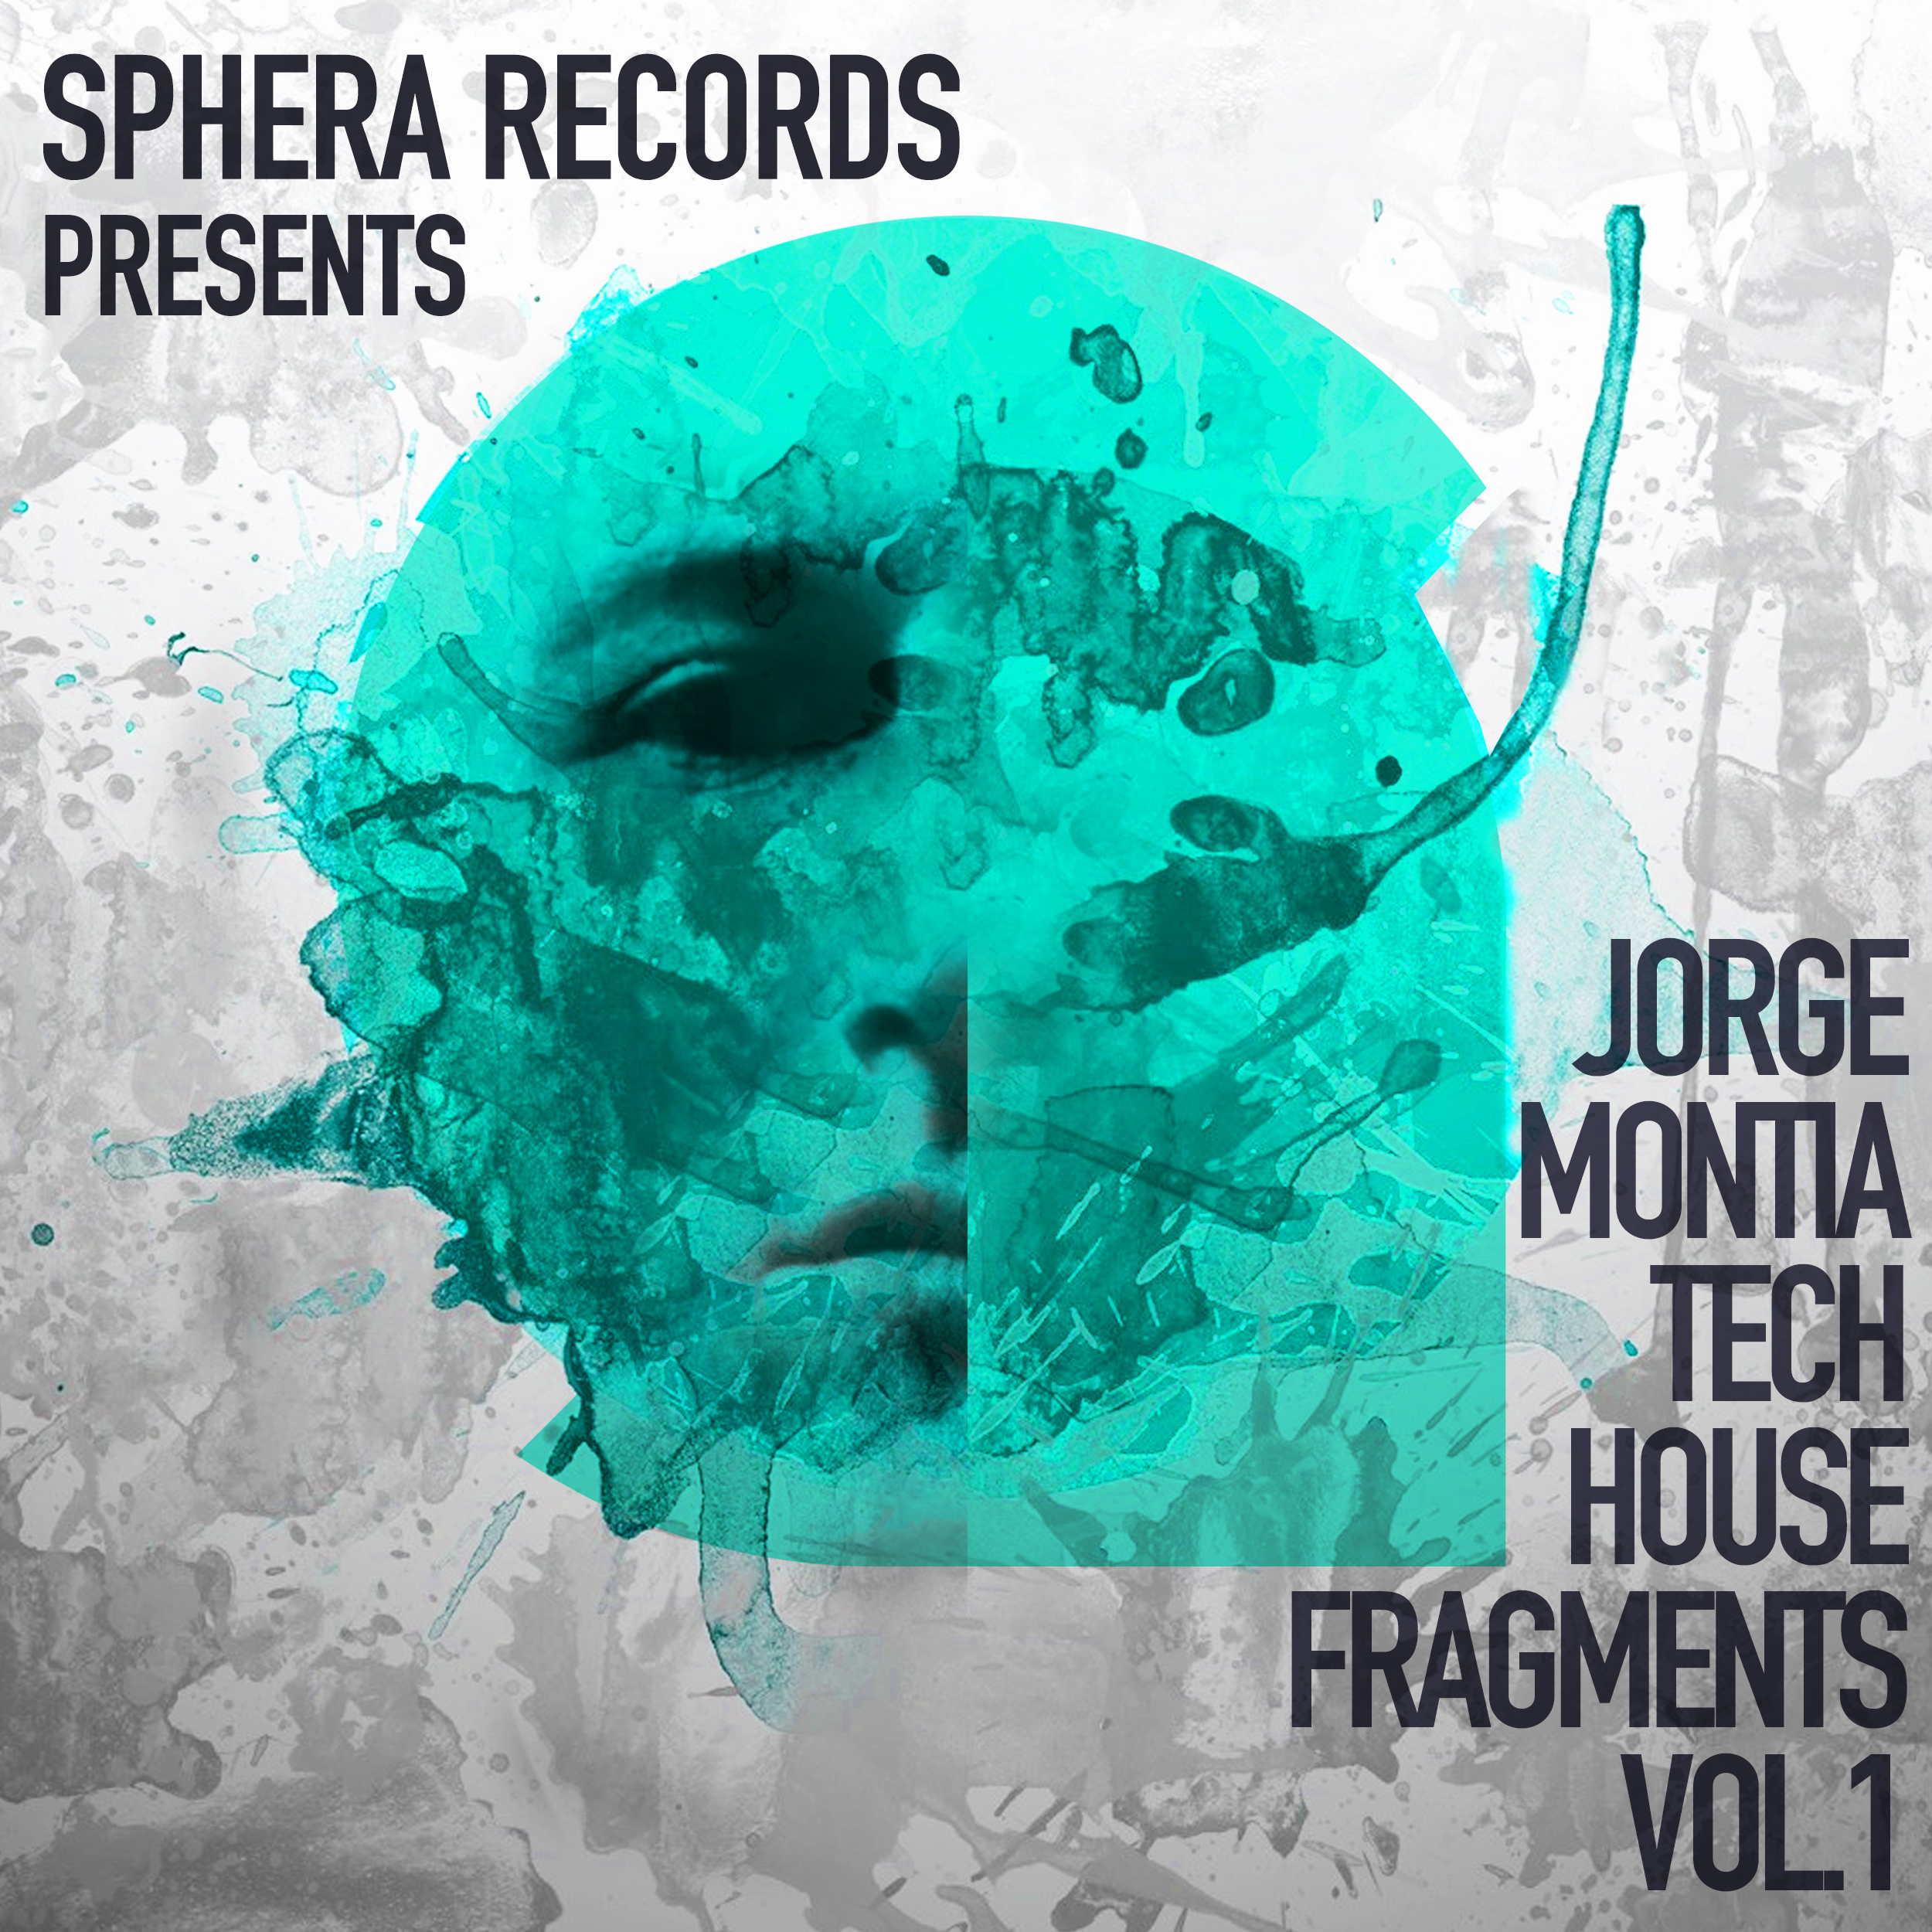 SPHERA RECORDS
PRESENTS
JORGE
MONTIA
TECH
HOUSE
FRAGMENTS
VOL.1